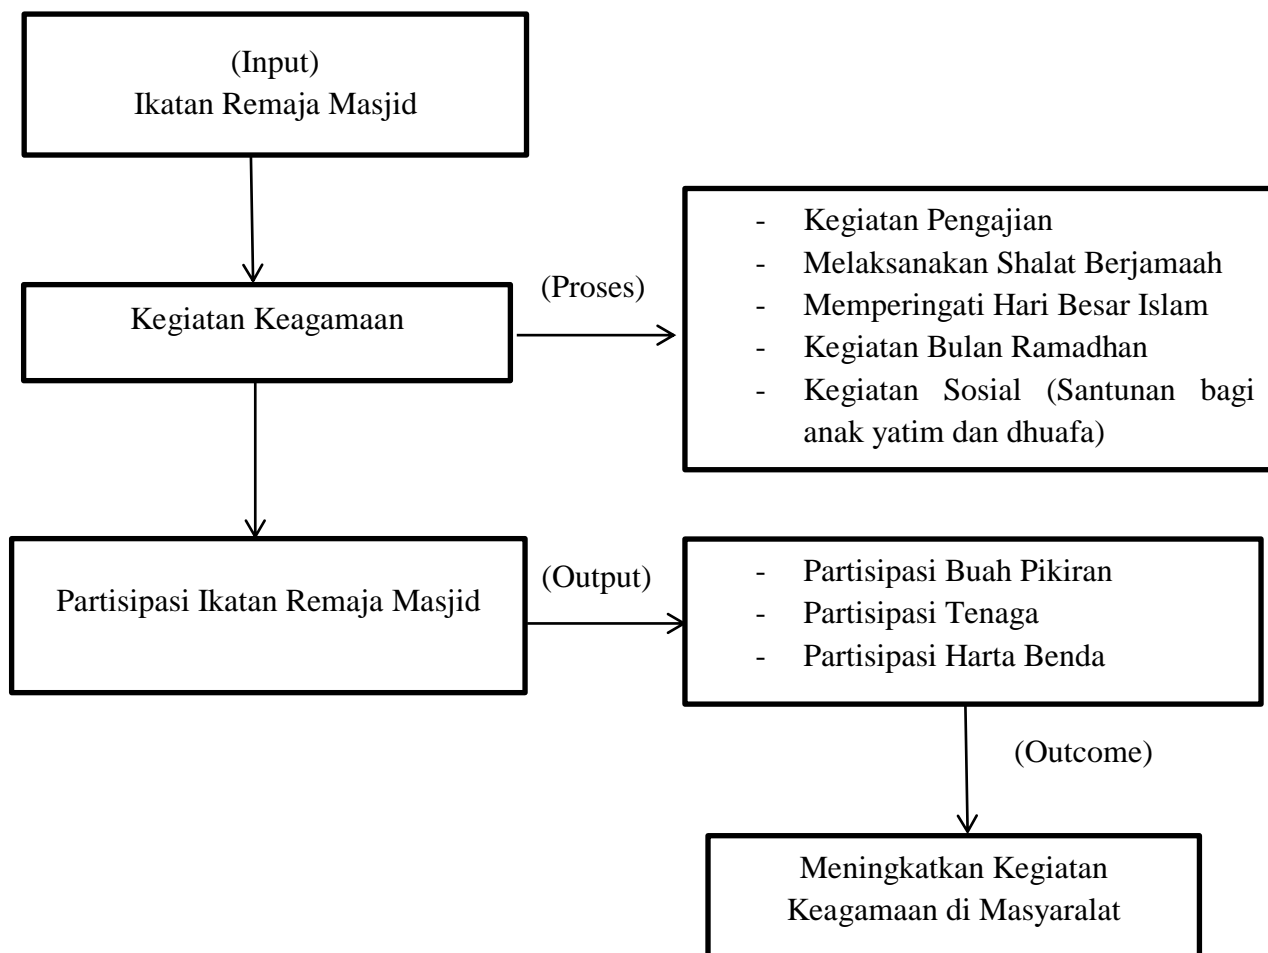 (Input)
Ikatan Remaja Masjid
(Proses)
Kegiatan Keagamaan
- Kegiatan Pengajian
- Melaksanakan Shalat Berjamaah
- Memperingati Hari Besar Islam
- Kegiatan Bulan Ramadhan
- Kegiatan Sosial (Santunan bagi
anak yatim dan dhuafa)
Partisipasi Ikatan Remaja Masjid
(Output)
- Partisipasi Buah Pikiran
- Partisipasi Tenaga
- Partisipasi Harta Benda
(Outcome)
Meningkatkan Kegiatan
Keagamaan di Masyaralat